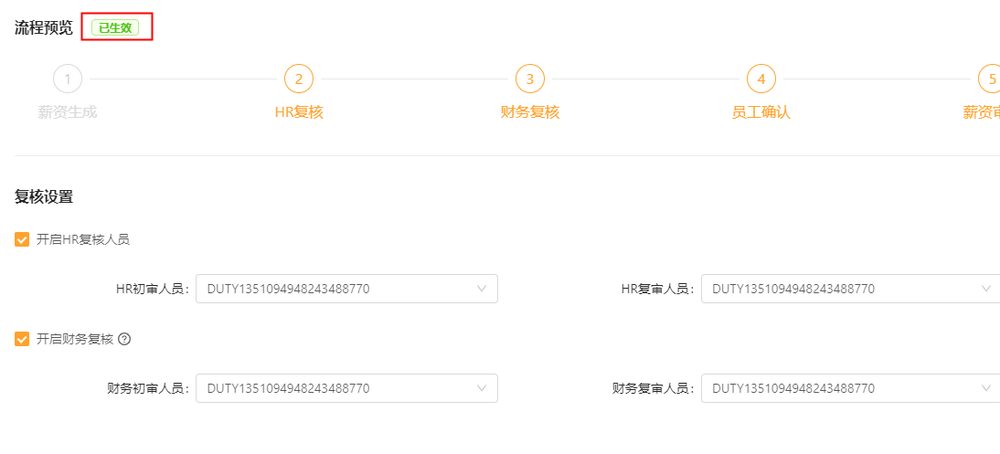 流程预览 已生效
1 2 3 4 5
薪资生成 HR复核 财务复核 员工确认 薪资审
复核设置
开启HR复核人员
HR初审人员: DUTY1351094948243488770 HR复审人员: DUTY1351094948243488770
开启财务复核 ?
财务初审人员: DUTY1351094948243488770 财务复审人员: DUTY1351094948243488770